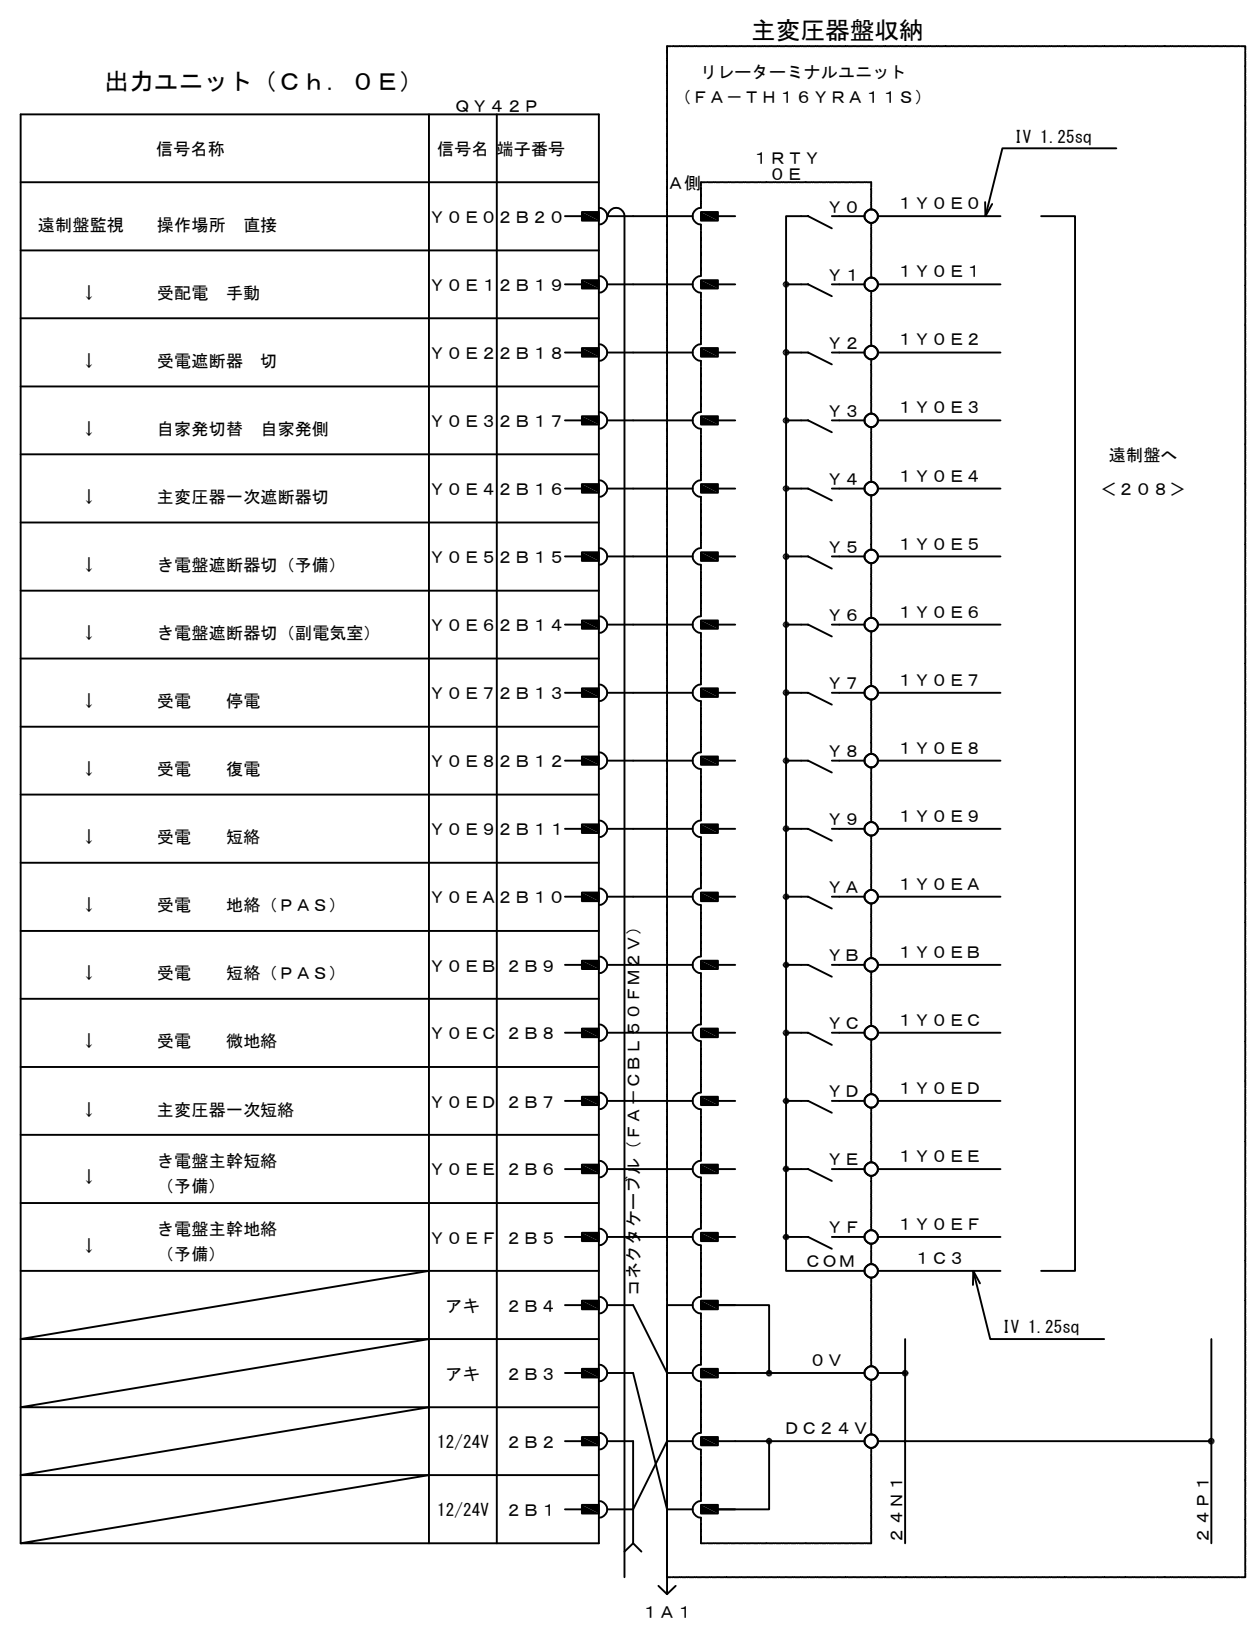 主変圧器盤収納
出力ユニット（Ｃｈ．０Ｅ）
リレーターミナルユニット
（ＦＡ－ＴＨ１６ＹＲＡ１１Ｓ）
ＱＹ４２Ｐ
信号名称 信号名 端子番号
IV 1.25sq
１ＲＴＹ
０Ｅ
Ａ側
遠制盤監視 操作場所 直接 Ｙ０Ｅ０ ２Ｂ２０ Ｙ０ １Ｙ０Ｅ０
↓ 受配電 手動 Ｙ０Ｅ１ ２Ｂ１９ Ｙ１ １Ｙ０Ｅ１
↓ 受電遮断器 切 Ｙ０Ｅ２ ２Ｂ１８ Ｙ２ １Ｙ０Ｅ２
↓ 自家発切替 自家発側 Ｙ０Ｅ３ ２Ｂ１７ Ｙ３ １Ｙ０Ｅ３
遠制盤へ
＜２０８＞
↓ 主変圧器一次遮断器切 Ｙ０Ｅ４ ２Ｂ１６ Ｙ４ １Ｙ０Ｅ４
↓ き電盤遮断器切（予備） Ｙ０Ｅ５ ２Ｂ１５ Ｙ５ １Ｙ０Ｅ５
↓ き電盤遮断器切（副電気室） Ｙ０Ｅ６ ２Ｂ１４ Ｙ６ １Ｙ０Ｅ６
↓ 受電 停電 Ｙ０Ｅ７ ２Ｂ１３ Ｙ７ １Ｙ０Ｅ７
↓ 受電 復電 Ｙ０Ｅ８ ２Ｂ１２ Ｙ８ １Ｙ０Ｅ８
↓ 受電 短絡 Ｙ０Ｅ９ ２Ｂ１１ Ｙ９ １Ｙ０Ｅ９
↓ 受電 地絡（ＰＡＳ） Ｙ０ＥＡ ２Ｂ１０ ＹＡ １Ｙ０ＥＡ
↓ 受電 短絡（ＰＡＳ） Ｙ０ＥＢ ２Ｂ９ ＹＢ １Ｙ０ＥＢ
↓ 受電 微地絡 Ｙ０ＥＣ ２Ｂ８ ＹＣ １Ｙ０ＥＣ
↓ 主変圧器一次短絡 Ｙ０ＥＤ ２Ｂ７ ＹＤ １Ｙ０ＥＤ
↓ き電盤主幹短絡 Ｙ０ＥＥ ２Ｂ６ ＹＥ １Ｙ０ＥＥ
（予備）
↓ き電盤主幹地絡 Ｙ０ＥＦ ２Ｂ５ ＹＦ １Ｙ０ＥＦ
（予備）
ＣＯＭ １Ｃ３
コネクタケーブル（ＦＡ－ＣＢＬ５０ＦＭ２Ｖ）
アキ ２Ｂ４
IV 1.25sq
アキ ２Ｂ３ ０Ｖ
12/24V ２Ｂ２ ＤＣ２４Ｖ
12/24V ２Ｂ１
２４Ｎ１
２４Ｐ１
１Ａ１